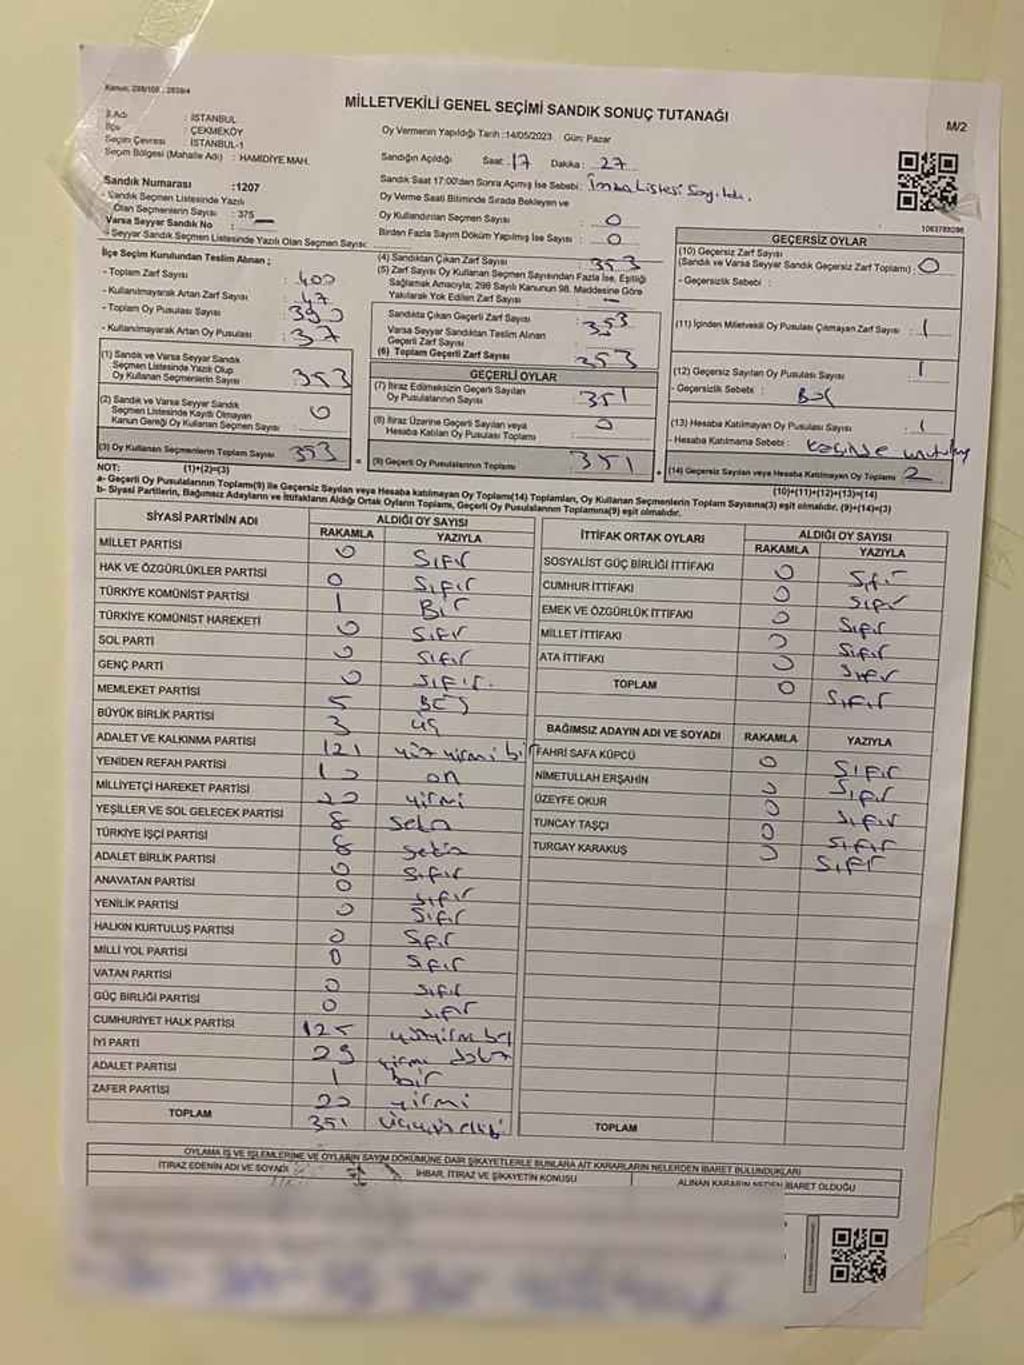 Kanun: 298/105 , 2839/4
MİLLETVEKİLİ GENEL SEÇİMİ SANDIK SONUÇ TUTANAĞI
M/2
İl Adı : İSTANBUL
İlçe : ÇEKMEKÖY
Seçim Çevresi : İSTANBUL-1
Seçim Bölgesi (Mahalle Adı) : HAMİDİYE MAH.
Oy Vermenin Yapıldığı Tarih :14/05/2023 Gün: Pazar
Sandığın Açıldığı Saat: 17 Dakika : 27
Sandık Saat 17:00'dan Sonra Açılmış İse Sebebi: İmza Listesi Sayıldı.
Oy Verme Saati Bitiminde Sırada Bekleyen ve
Oy Kullandırılan Seçmen Sayısı : 0
Birden Fazla Sayım Döküm Yapılmış İse Sayısı : 0
Sandık Numarası :1207
Sandık Seçmen Listesinde Yazılı
Olan Seçmenlerin Sayısı : 375
Varsa Seyyar Sandık No :
Seyyar Sandık Seçmen Listesinde Yazılı Olan Seçmen Sayısı:
1063789296
İlçe Seçim Kurulundan Teslim Alınan ;
- Toplam Zarf Sayısı : 400
- Kullanılmayarak Artan Zarf Sayısı : 47
- Toplam Oy Pusulası Sayısı : 390
- Kullanılmayarak Artan Oy Pusulası : 37
(1) Sandık ve Varsa Seyyar Sandık
Seçmen Listesinde Yazılı Olup
Oy Kullanan Seçmenlerin Sayısı : 353
(2) Sandık ve Varsa Seyyar Sandık
Seçmen Listesinde Kayıtlı Olmayan
Kanun Gereği Oy Kullanan Seçmen Sayısı : 0
(3) Oy Kullanan Seçmenlerin Toplam Sayısı : 353
(4) Sandıktan Çıkan Zarf Sayısı : 353
(5) Zarf Sayısı Oy Kullanan Seçmen Sayısından Fazla İse, Eşitliği
Sağlamak Amacıyla; 298 Sayılı Kanunun 98. Maddesine Göre
Yakılarak Yok Edilen Zarf Sayısı : —
Sandıkta Çıkan Geçerli Zarf Sayısı : 353
Varsa Seyyar Sandıktan Teslim Alınan
Geçerli Zarf Sayısı :
(6) Toplam Geçerli Zarf Sayısı : 353
GEÇERLİ OYLAR
(7) İtiraz Edilmeksizin Geçerli Sayılan
Oy Pusulalarının Sayısı : 351
(8) İtiraz Üzerine Geçerli Sayılan veya
Hesaba Katılan Oy Pusulası Toplamı : 0
(9) Geçerli Oy Pusulalarının Toplamı : 351
GEÇERSİZ OYLAR
(10) Geçersiz Zarf Sayısı
(Sandık ve Varsa Seyyar Sandık Geçersiz Zarf Toplamı) : 0
- Geçersizlik Sebebi :
(11) İçinden Milletvekili Oy Pusulası Çıkmayan Zarf Sayısı : 1
(12) Geçersiz Sayılan Oy Pusulası Sayısı : 1
- Geçersizlik Sebebi :
(13) Hesaba Katılmayan Oy Pusulası Sayısı :
- Hesaba Katılmama Sebebi :
(14) Geçersiz Sayılan veya Hesaba Katılmayan Oy Toplamı : 2
NOT: (1)+(2)=(3)
(10)+(11)+(12)+(13)=(14)
a- Geçerli Oy Pusulalarının Toplamı(9) ile Geçersiz Sayılan veya Hesaba katılmayan Oy Toplamı(14) Toplamları, Oy Kullanan Seçmenlerin Toplam Sayısına(3) eşit olmalıdır. (9)+(14)=(3)
b- Siyasi Partilerin, Bağımsız Adayların ve İttifakların Aldığı Ortak Oyların Toplamı, Geçerli Oy Pusulalarının Toplamına(9) eşit olmalıdır.
SİYASİ PARTİNİN ADI ALDIĞI OY SAYISI
RAKAMLA YAZIYLA
MİLLET PARTİSİ 0 Sıfır
HAK VE ÖZGÜRLÜKLER PARTİSİ 0 Sıfır
TÜRKİYE KOMÜNİST PARTİSİ 1 Bir
TÜRKİYE KOMÜNİST HAREKETİ 0 Sıfır
SOL PARTİ 0 Sıfır
GENÇ PARTİ 0 Sıfır.
MEMLEKET PARTİSİ 5 Beş
BÜYÜK BİRLİK PARTİSİ 3 üç
ADALET VE KALKINMA PARTİSİ 121 yüz yirmi bir
YENİDEN REFAH PARTİSİ 10 on
MİLLİYETÇİ HAREKET PARTİSİ 20 yirmi
YEŞİLLER VE SOL GELECEK PARTİSİ 8
TÜRKİYE İŞÇİ PARTİSİ 8 sekiz
ADALET BİRLİK PARTİSİ 0 Sıfır
ANAVATAN PARTİSİ 0 Sıfır
YENİLİK PARTİSİ 0 Sıfır
HALKIN KURTULUŞ PARTİSİ 0 Sıfır
MİLLİ YOL PARTİSİ 0 Sıfır
VATAN PARTİSİ 0 Sıfır
GÜÇ BİRLİĞİ PARTİSİ 0 Sıfır
CUMHURİYET HALK PARTİSİ 125
İYİ PARTİ 29 yirmi dokuz
ADALET PARTİSİ 1 bir
ZAFER PARTİSİ 20 yirmi
TOPLAM 351
İTTİFAK ORTAK OYLARI ALDIĞI OY SAYISI
RAKAMLA YAZIYLA
SOSYALİST GÜÇ BİRLİĞİ İTTİFAKI 0 Sıfır
CUMHUR İTTİFAKI 0 Sıfır
EMEK VE ÖZGÜRLÜK İTTİFAKI 0 Sıfır
MİLLET İTTİFAKI 0 Sıfır
ATA İTTİFAKI 0 Sıfır
TOPLAM 0 Sıfır
BAĞIMSIZ ADAYIN ADI VE SOYADI RAKAMLA YAZIYLA
FAHRİ SAFA KÜPCÜ 0 Sıfır
NİMETULLAH ERŞAHİN 0 Sıfır
ÜZEYFE OKUR 0 Sıfır
TUNCAY TAŞÇI 0 Sıfır
TURGAY KARAKUŞ 0 Sıfır
TOPLAM
OYLAMA İŞ VE İŞLEMLERİNE VE OYLARIN SAYIM DÖKÜMÜNE DAİR ŞİKAYETLERLE BUNLARA AİT KARARLARIN NELERDEN İBARET BULUNDUKLARI
İTİRAZ EDENİN ADI VE SOYADI İHBAR, İTİRAZ VE ŞİKAYETİN KONUSU ALINAN KARARIN NEDEN İBARET OLDUĞU